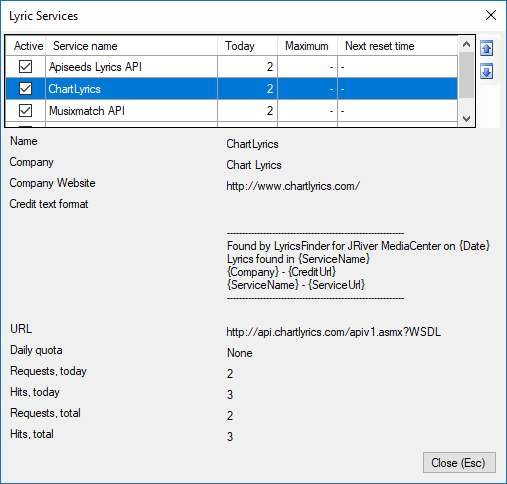 Lyric Services
Active Service name Today Maximum Next reset time
Apiseeds Lyrics API 2 - -
ChartLyrics 2 - -
Musixmatch API 2 - -
Name ChartLyrics
Company Chart Lyrics
Company Website http://www.chartlyrics.com/
Credit text format
------------------------------------------------------------
Found by LyricsFinder for JRiver MediaCenter on {Date}
Lyrics found in {ServiceName}
{Company} - {CreditUrl}
{ServiceName} - {ServiceUrl}
------------------------------------------------------------
URL http://api.chartlyrics.com/apiv1.asmx?WSDL
Daily quota None
Requests, today 2
Hits, today 3
Requests, total 2
Hits, total 3
Close (Esc)